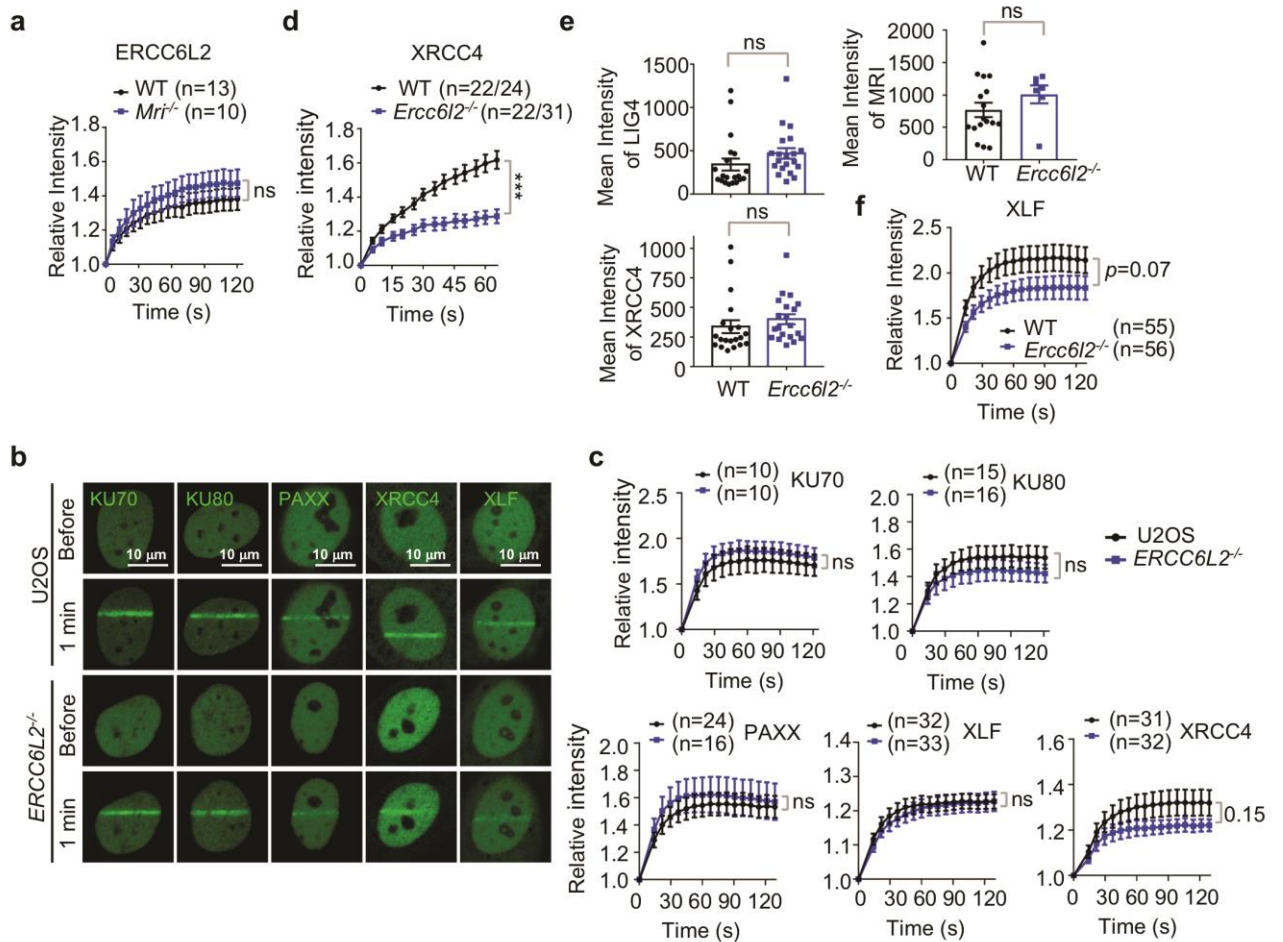 a
ERCC6L2
WT (n=13)
Mri-/- (n=10)
Relative Intensity
1.8
1.6
1.4
1.2
1.0
ns
0 30 60 90 120
Time (s)
d
XRCC4
WT (n=22/24)
Ercc6l2-/- (n=22/31)
Relative intensity
1.8
1.6
1.4
1.2
1.0
***
0 15 30 45 60
Time (s)
e
ns
Mean Intensity
of LIG4
1500
1000
500
0
ns
Mean Intensity
of MRI
2000
1500
1000
500
0
WT Ercc6l2-/-
ns
Mean Intensity
of XRCC4
1000
750
500
250
0
WT Ercc6l2-/-
f
XLF
Relative Intensity
2.5
2.0
1.5
1.0
p=0.07
WT (n=55)
Ercc6l2-/- (n=56)
0 30 60 90 120
Time (s)
b
U2OS
Before
KU70 KU80 PAXX XRCC4 XLF
10 μm 10 μm 10 μm 10 μm 10 μm
1 min
ERCC6L2-/-
Before
1 min
c
(n=10)
(n=10)
KU70
Relative intensity
2.5
2.0
1.5
1.0
ns
0 30 60 90 120
Time (s)
(n=15)
(n=16)
KU80
2.0
1.8
1.6
1.4
1.2
1.0
ns
0 30 60 90 120
Time (s)
U2OS
ERCC6L2-/-
(n=24)
(n=16)
PAXX
Relative intensity
2.0
1.8
1.6
1.4
1.2
1.0
ns
0 30 60 90 120
Time (s)
(n=32)
(n=33)
XLF
1.4
1.3
1.2
1.1
1.0
ns
0 30 60 90 120
Time (s)
(n=31)
(n=32)
XRCC4
1.6
1.4
1.2
1.0
0.15
0 30 60 90 120
Time (s)